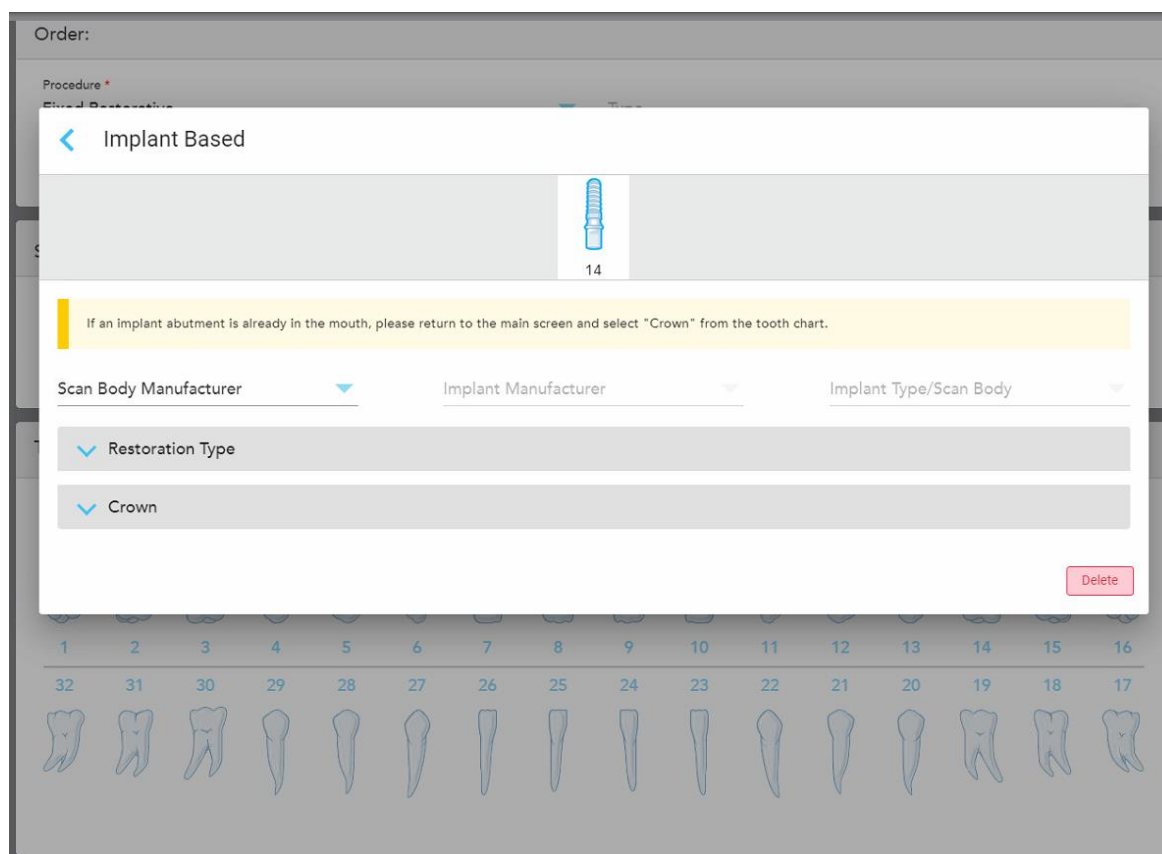 Order:
Procedure *
Fixed Restorative
Type
Implant Based
14
If an implant abutment is already in the mouth, please return to the main screen and select "Crown" from the tooth chart.
Scan Body Manufacturer
Implant Manufacturer
Implant Type/Scan Body
Restoration Type
Crown
Delete
1 2 3 4 5 6 7 8 9 10 11 12 13 14 15 16
32 31 30 29 28 27 26 25 24 23 22 21 20 19 18 17